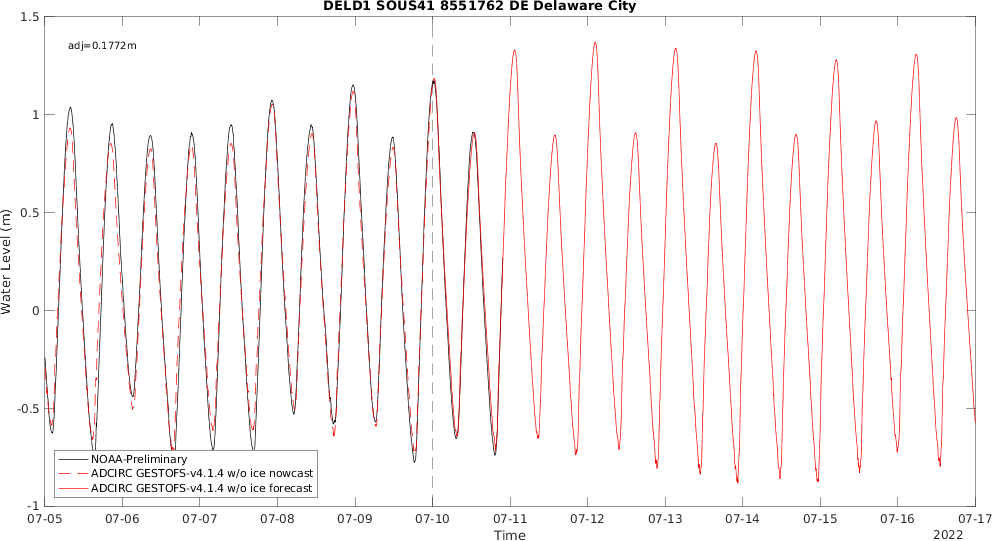 DELD1 SOUS41 8551762 DE Delaware City
adj=0.1772m
Water Level (m)
1.5
1
0.5
0
-0.5
-1
NOAA-Preliminary
ADCIRC GESTOFS-v4.1.4 w/o ice nowcast
ADCIRC GESTOFS-v4.1.4 w/o ice forecast
07-05 07-06 07-07 07-08 07-09 07-10 07-11 07-12 07-13 07-14 07-15 07-16 07-17
Time
2022